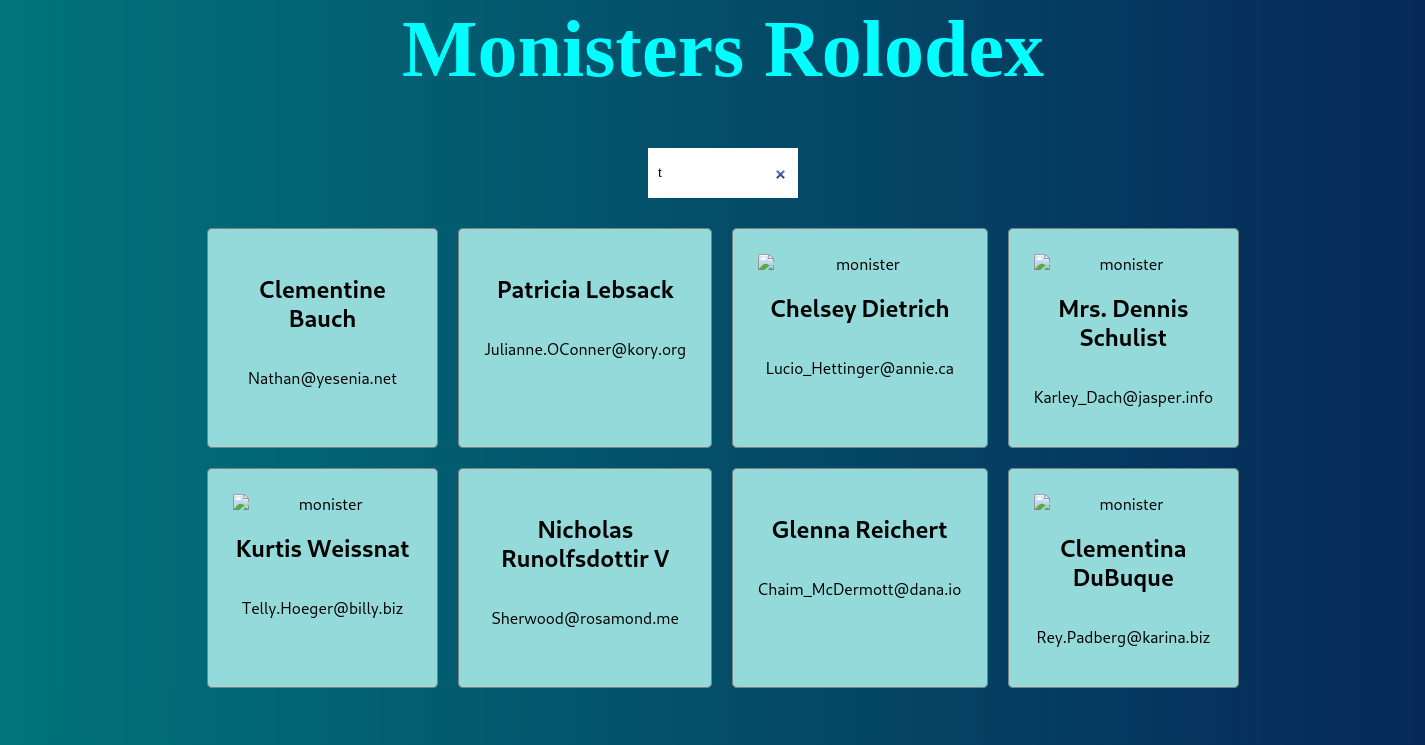 Monisters Rolodex
t
Clementine
Bauch
Nathan@yesenia.net
Patricia Lebsack
Julianne.OConner@kory.org
monister
Chelsey Dietrich
Lucio_Hettinger@annie.ca
monister
Mrs. Dennis
Schulist
Karley_Dach@jasper.info
monister
Kurtis Weissnat
Telly.Hoeger@billy.biz
Nicholas
Runolfsdottir V
Sherwood@rosamond.me
Glenna Reichert
Chaim_McDermott@dana.io
monister
Clementina
DuBuque
Rey.Padberg@karina.biz